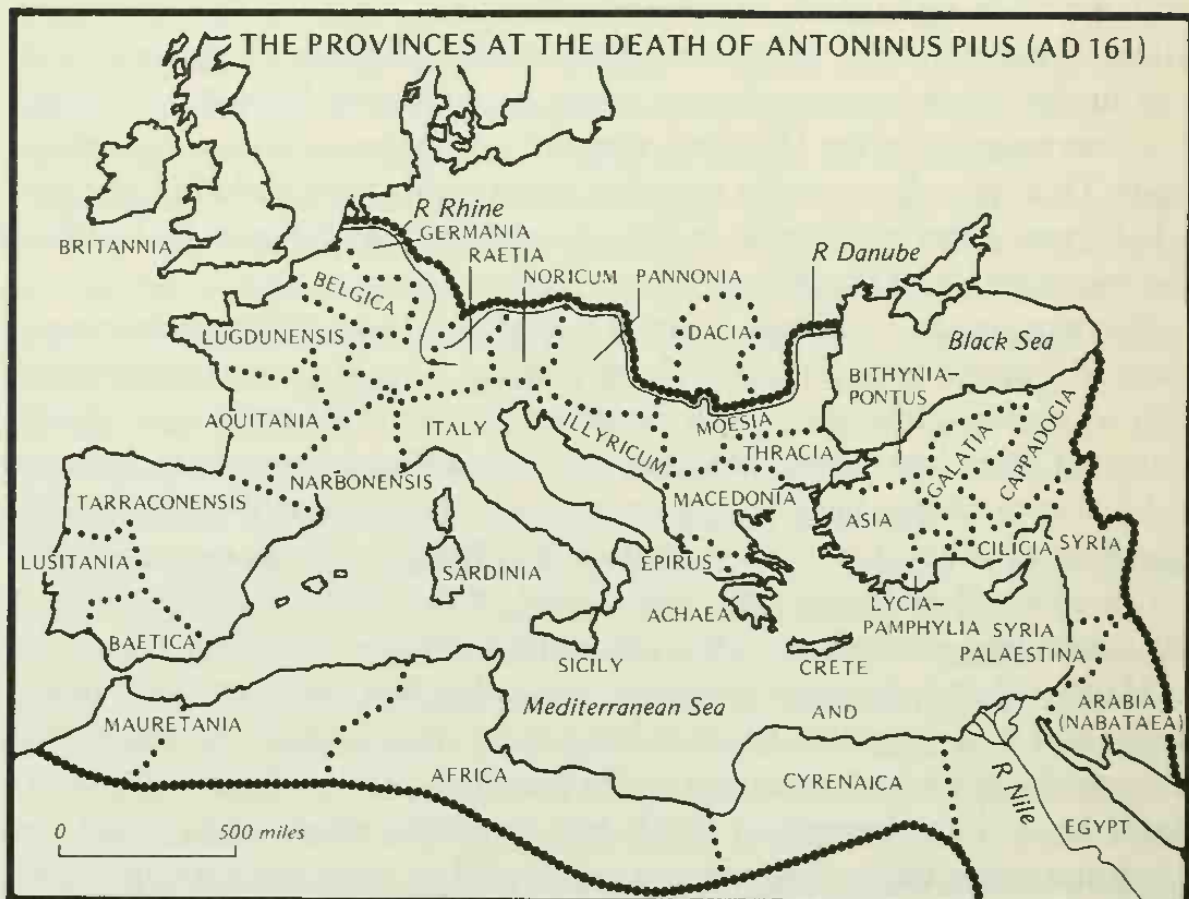 THE PROVINCES AT THE DEATH OF ANTONINUS PIUS (AD 161)
R Rhine
GERMANIA
BRITANNIA
RAETIA
R Danube
NORICUM
PANNONIA
BELGICA
LUGDUNENSIS
DACIA
Black Sea
BITHYNIA–
PONTUS
AQUITANIA
ITALY
ILLYRICUM
MOESIA
THRACIA
GALATIA
CAPPADOCIA
NARBONENSIS
TARRACONENSIS
MACEDONIA
ASIA
LUSITANIA
SARDINIA
EPIRUS
CILICIA
SYRIA
ACHAEA
LYCIA–
PAMPHYLIA
SYRIA
PALAESTINA
BAETICA
SICILY
CRETE
MAURETANIA
Mediterranean Sea
AND
ARABIA
(NABATAEA)
AFRICA
CYRENAICA
R Nile
EGYPT
0 500 miles